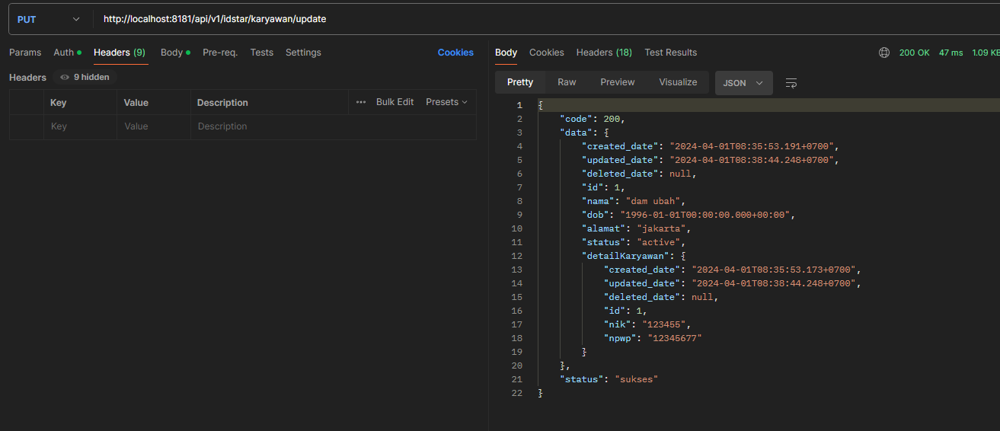 PUT http://localhost:8181/api/v1/idstar/karyawan/update
Params Auth Headers (9) Body Pre-req. Tests Settings Cookies
Headers 9 hidden
Key Value Description ••• Bulk Edit Presets
Key Value Description
Body Cookies Headers (18) Test Results 200 OK 47 ms 1.09 KB
Pretty Raw Preview Visualize JSON
1 {
2 "code": 200,
3 "data": {
4 "created_date": "2024-04-01T08:35:53.191+0700",
5 "updated_date": "2024-04-01T08:38:44.248+0700",
6 "deleted_date": null,
7 "id": 1,
8 "nama": "dam ubah",
9 "dob": "1996-01-01T00:00:00.000+00:00",
10 "alamat": "jakarta",
11 "status": "active",
12 "detailKaryawan": {
13 "created_date": "2024-04-01T08:35:53.173+0700",
14 "updated_date": "2024-04-01T08:38:44.248+0700",
15 "deleted_date": null,
16 "id": 1,
17 "nik": "123455",
18 "npwp": "12345677"
19 }
20 },
21 "status": "sukses"
22 }